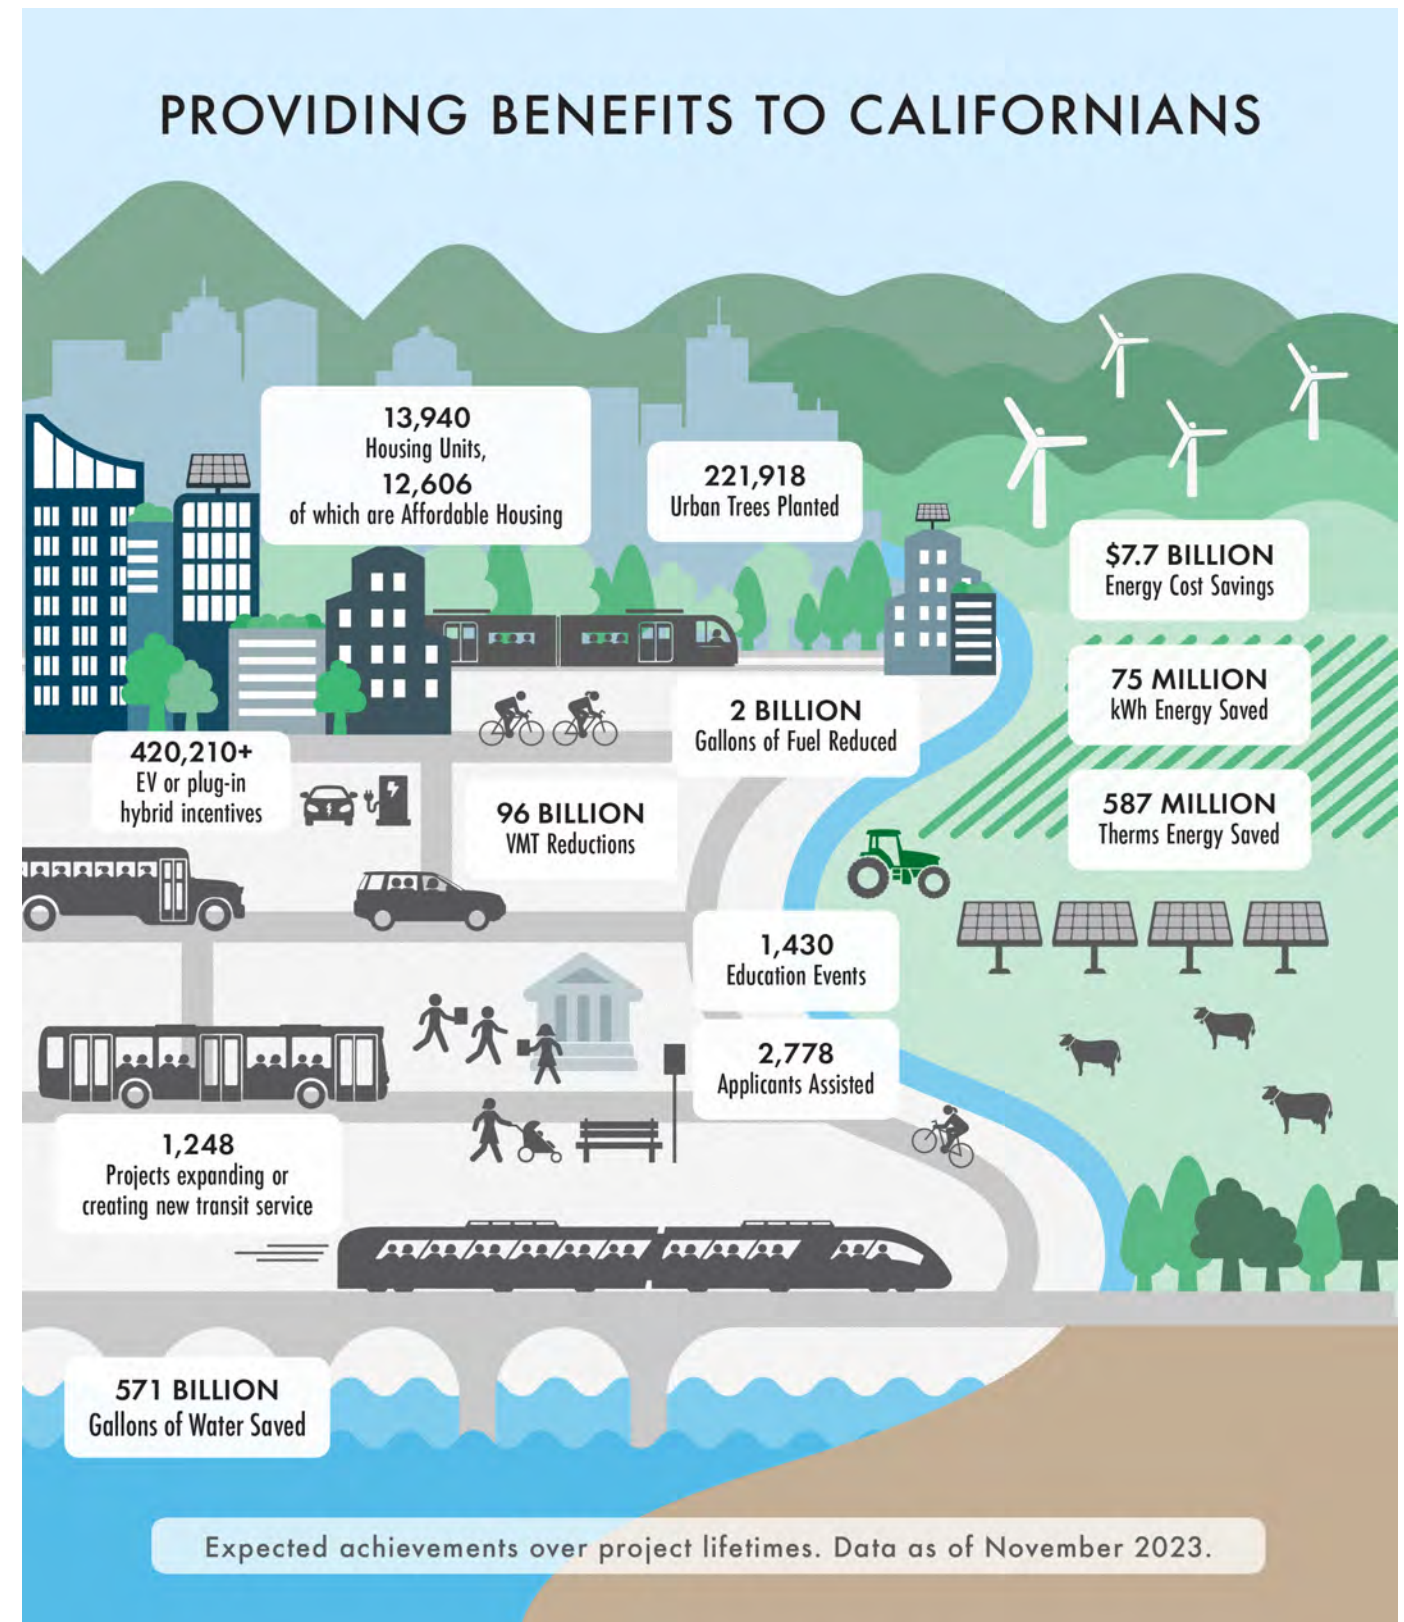 PROVIDING BENEFITS TO CALIFORNIANS
13,940
Housing Units,
12,606
of which are Affordable Housing
221,918
Urban Trees Planted
$7.7 BILLION
Energy Cost Savings
75 MILLION
kWh Energy Saved
2 BILLION
Gallons of Fuel Reduced
420,210+
EV or plug-in
hybrid incentives
96 BILLION
VMT Reductions
587 MILLION
Therms Energy Saved
1,430
Education Events
2,778
Applicants Assisted
1,248
Projects expanding or
creating new transit service
571 BILLION
Gallons of Water Saved
Expected achievements over project lifetimes. Data as of November 2023.